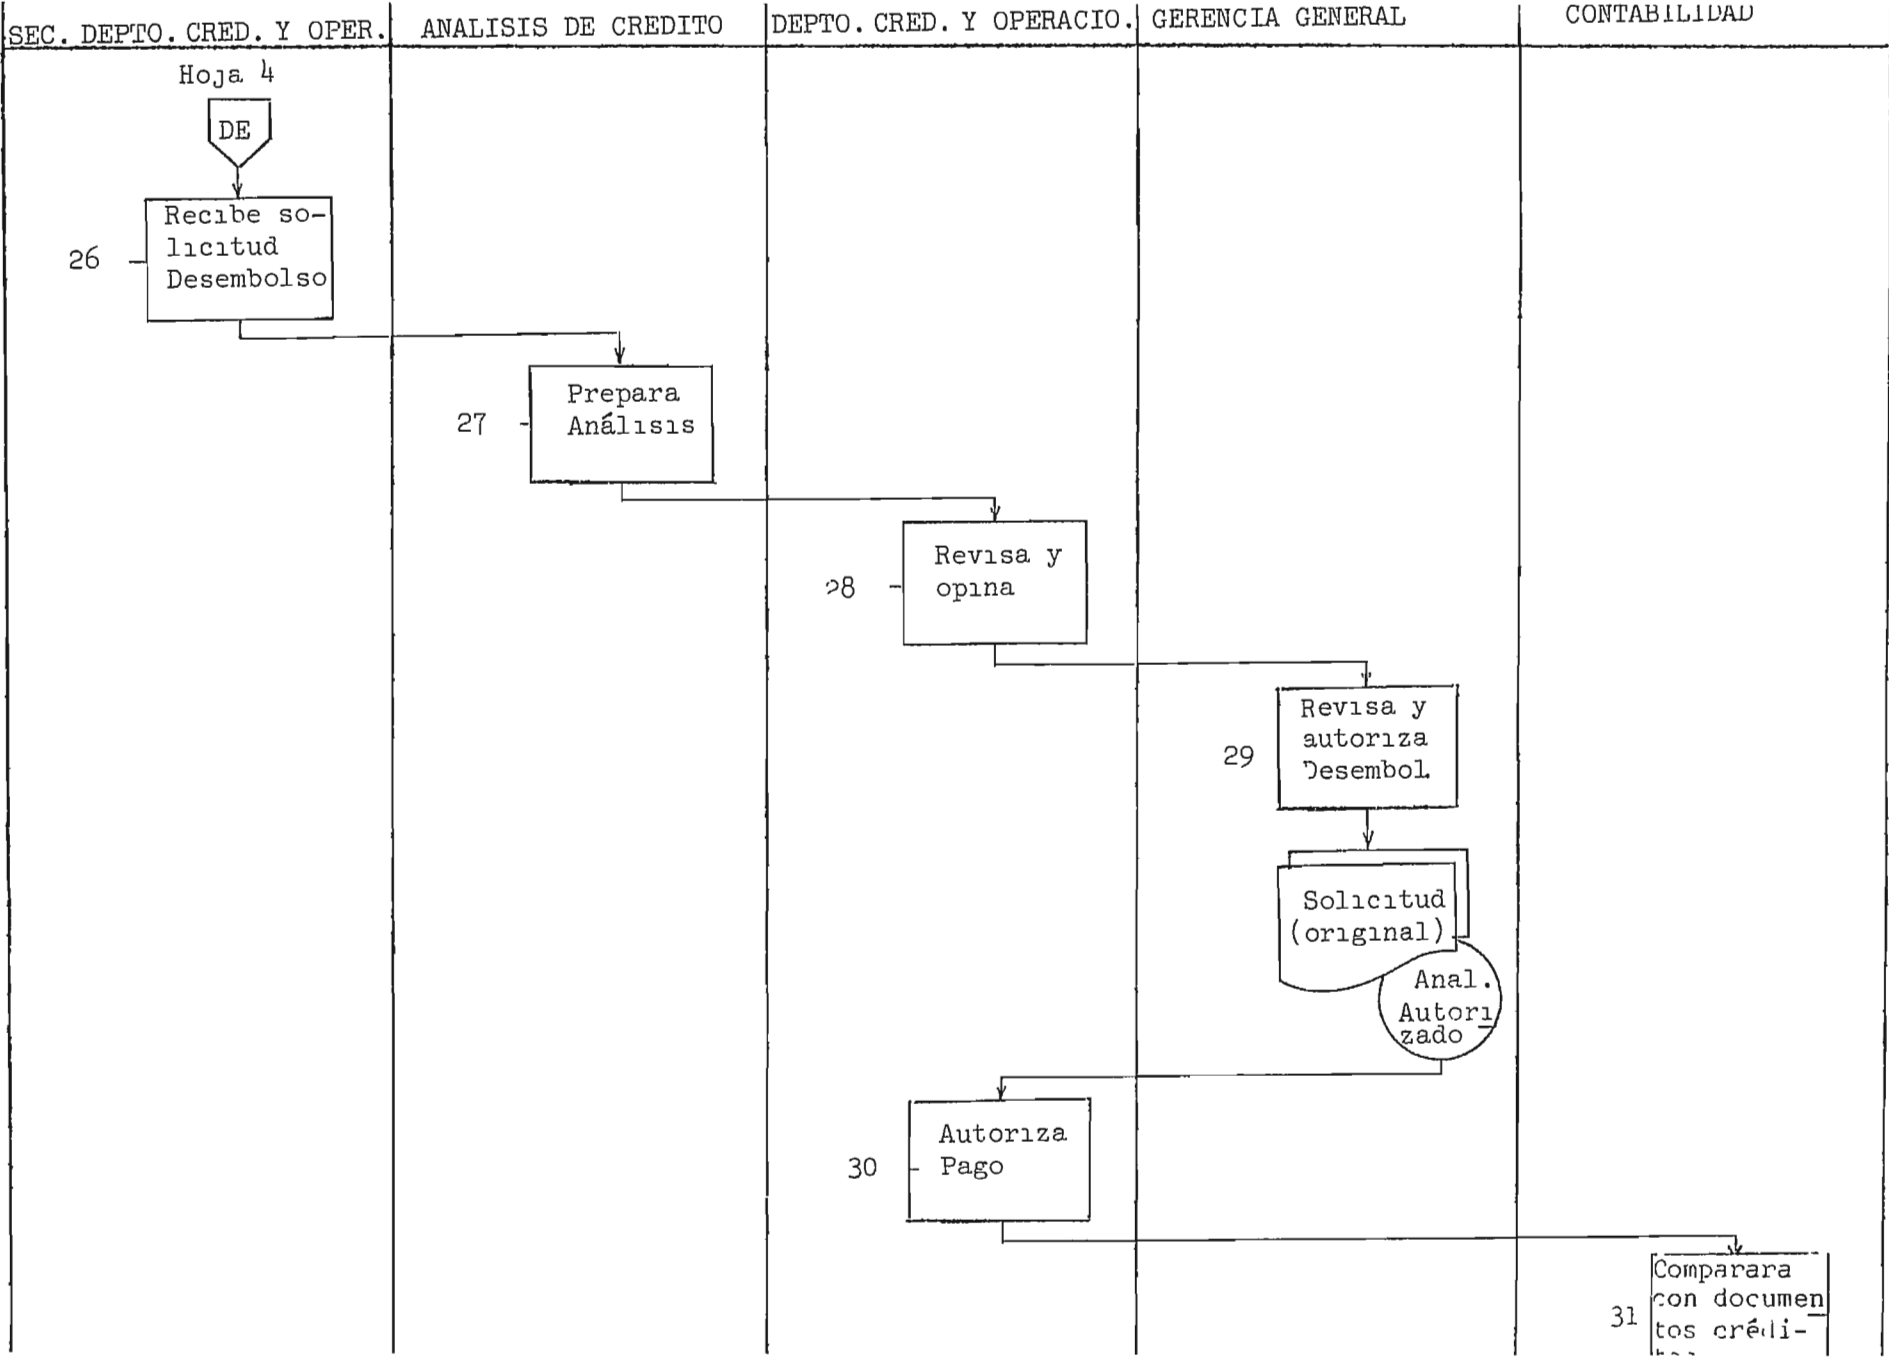 SEC. DEPTO. CRED. Y OPER.
ANALISIS DE CREDITO
DEPTO. CRED. Y OPERACIO.
GERENCIA GENERAL
CONTABILIDAD
Hoja 4
DE
26
Recibe so-
licitud
Desembolso
27
Prepara
Análisis
28
Revisa y
opina
29
Revisa y
autoriza
Desembol.
Solicitud
(original)
Anal.
Autori
zado
30
Autoriza
Pago
31
Comparara
con documen
tos crédi-